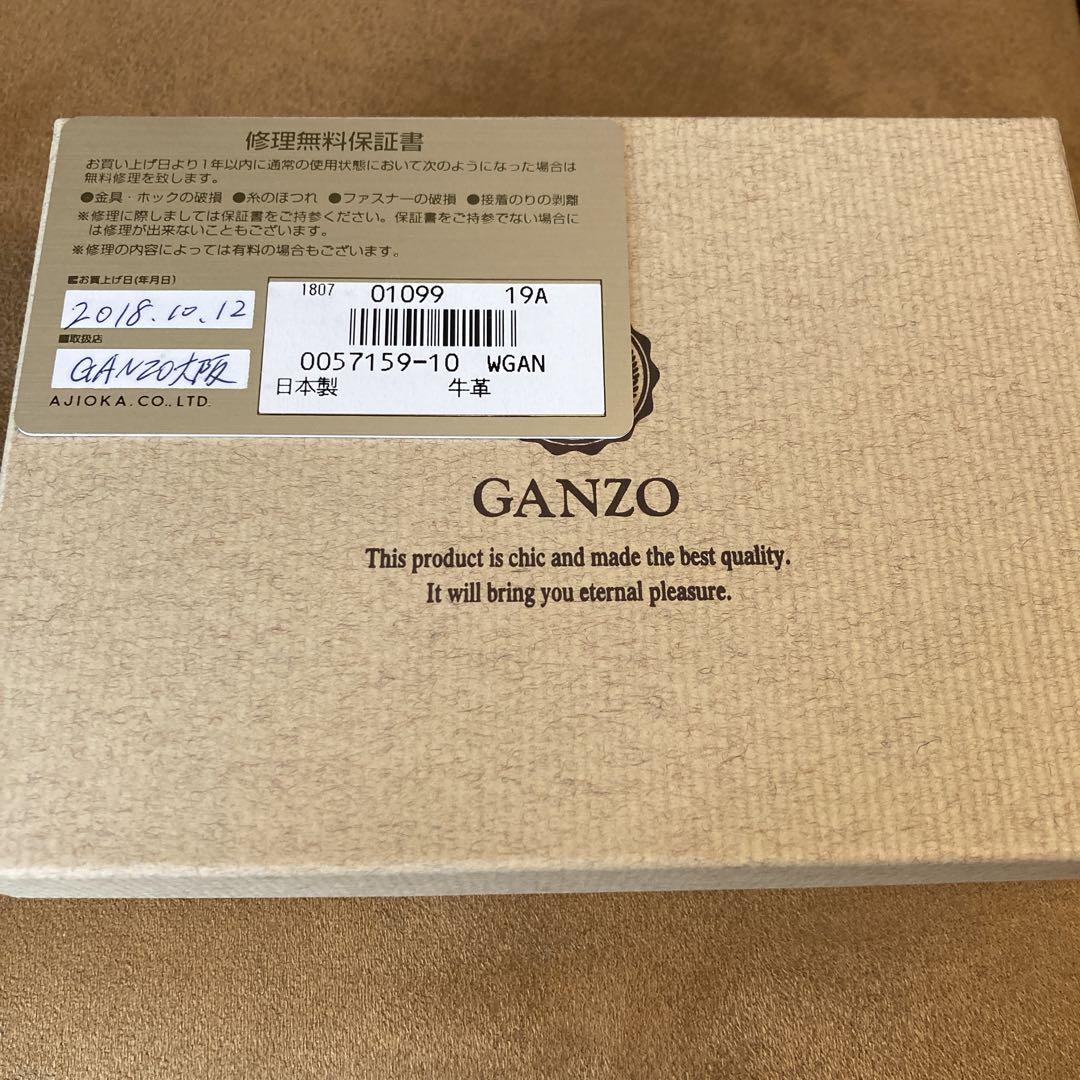 修理無料保証書
お買い上げ日より1年以内に通常の使用状態において次のようになった場合は
無料修理を致します。
●金具・ホックの破損 ●糸のほつれ ●ファスナーの破損 ●接着のりの剥離
※修理に際しましては保証書をご持参ください。保証書をご持参でない場合に
は修理が出来ないこともございます。
※修理の内容によっては有料の場合もございます。
■お買上げ日(年月日)
2018.10.12
■取扱店
GANZO大阪
AJIOKA.CO.,LTD.
1807 01099 19A
0057159-10 WGAN
日本製 牛革
GANZO
This product is chic and made the best quality.
It will bring you eternal pleasure.